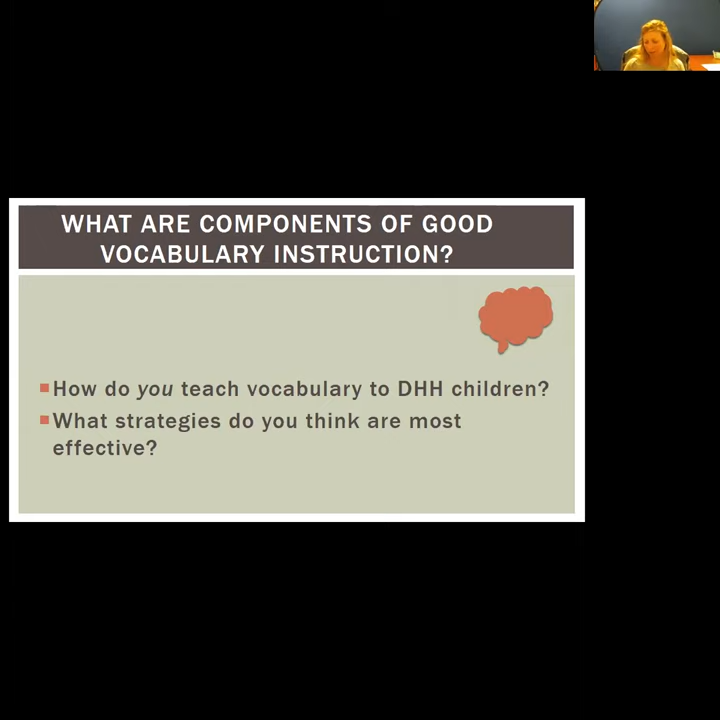 WHAT ARE COMPONENTS OF GOOD
VOCABULARY INSTRUCTION?
How do you teach vocabulary to DHH children?
What strategies do you think are most
effective?